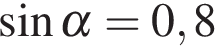 sin α = 0,8